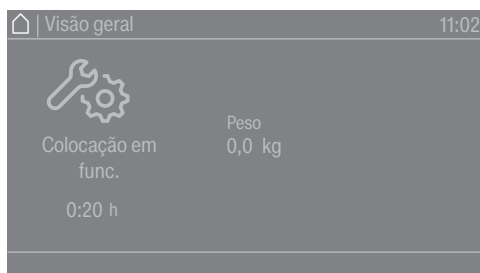 | Visão geral 11:02
Colocação em
func.
0:20 h
Peso
0,0 kg